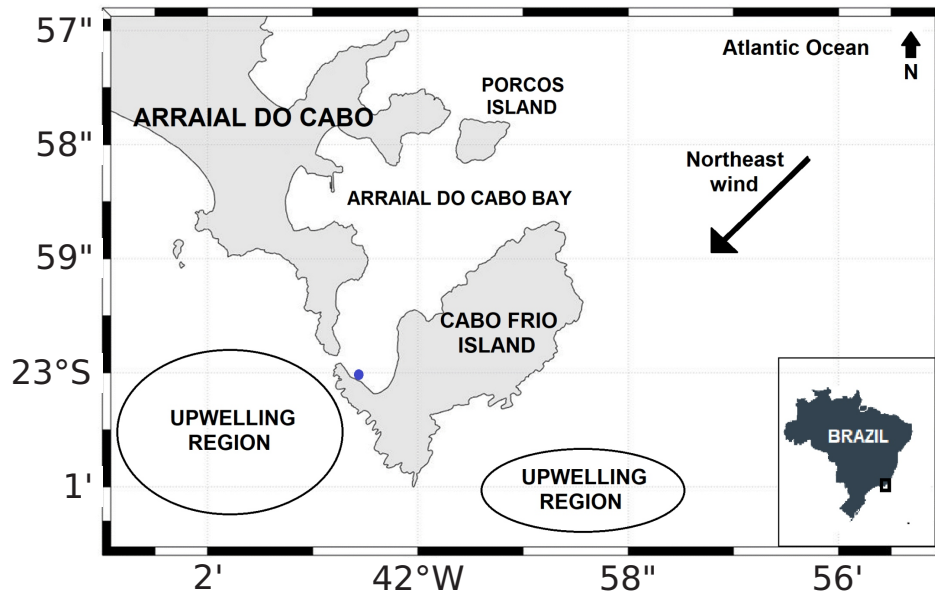 57"
Atlantic Ocean
N
PORCOS
ISLAND
ARRAIAL DO CABO
58"
Northeast
wind
ARRAIAL DO CABO BAY
59"
CABO FRIO
ISLAND
23°S
UPWELLING
REGION
BRAZIL
UPWELLING
REGION
1'
2'
42°W
58"
56'